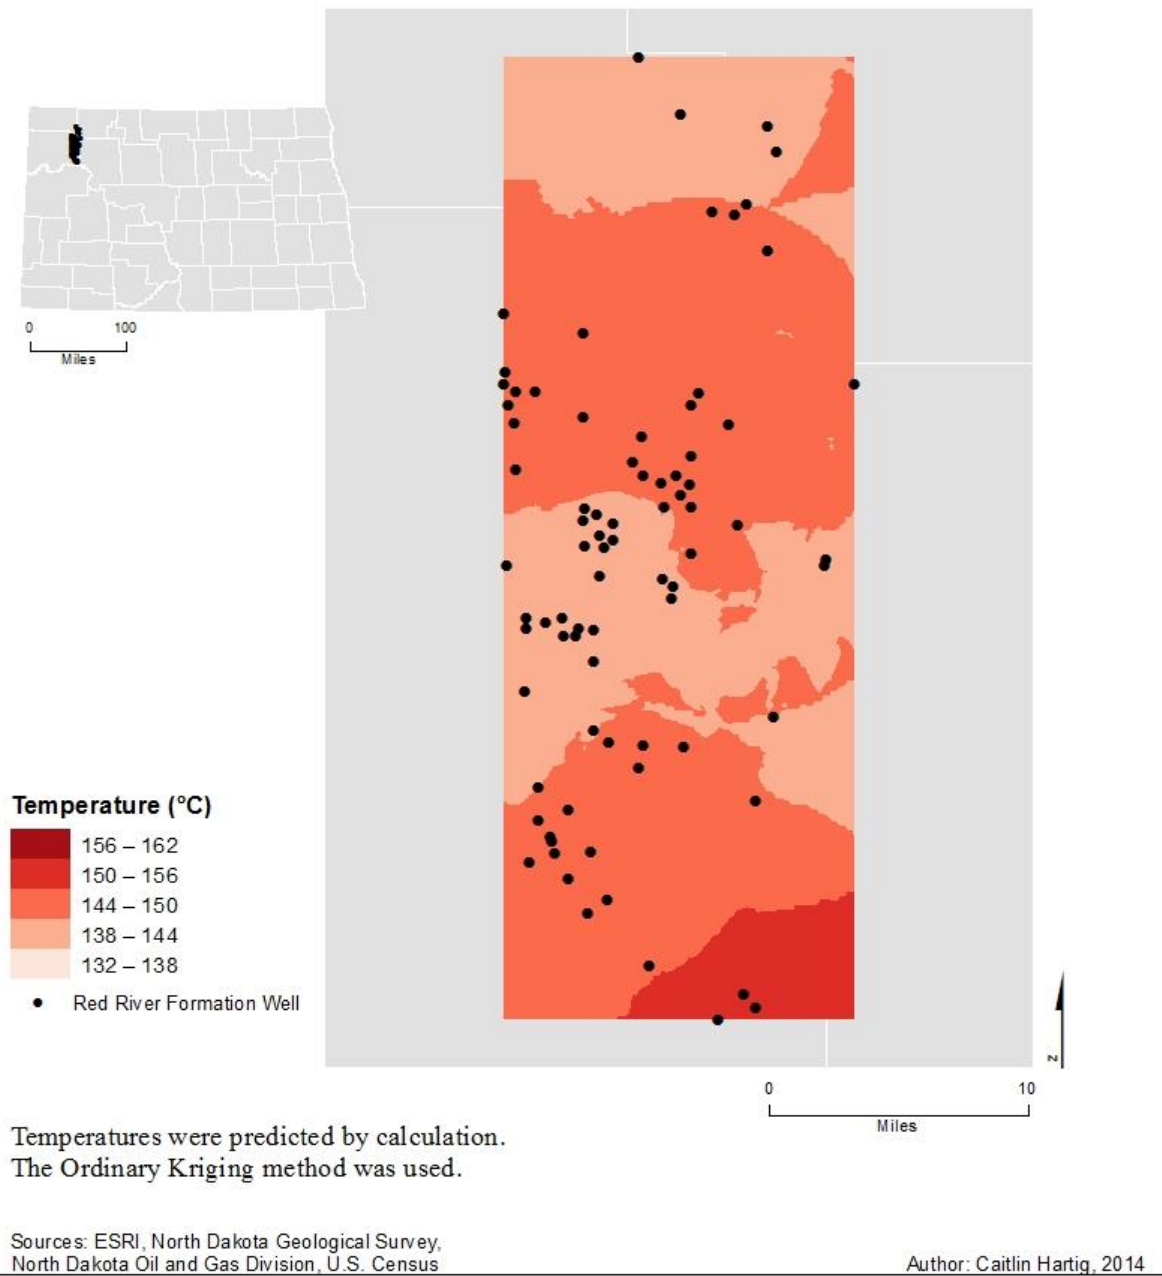 0 100
Miles
Temperature (°C)
156 – 162
150 – 156
144 – 150
138 – 144
132 – 138
Red River Formation Well
N
0 10
Miles
Temperatures were predicted by calculation.
The Ordinary Kriging method was used.
Sources: ESRI, North Dakota Geological Survey,
North Dakota Oil and Gas Division, U.S. Census
Author: Caitlin Hartig, 2014